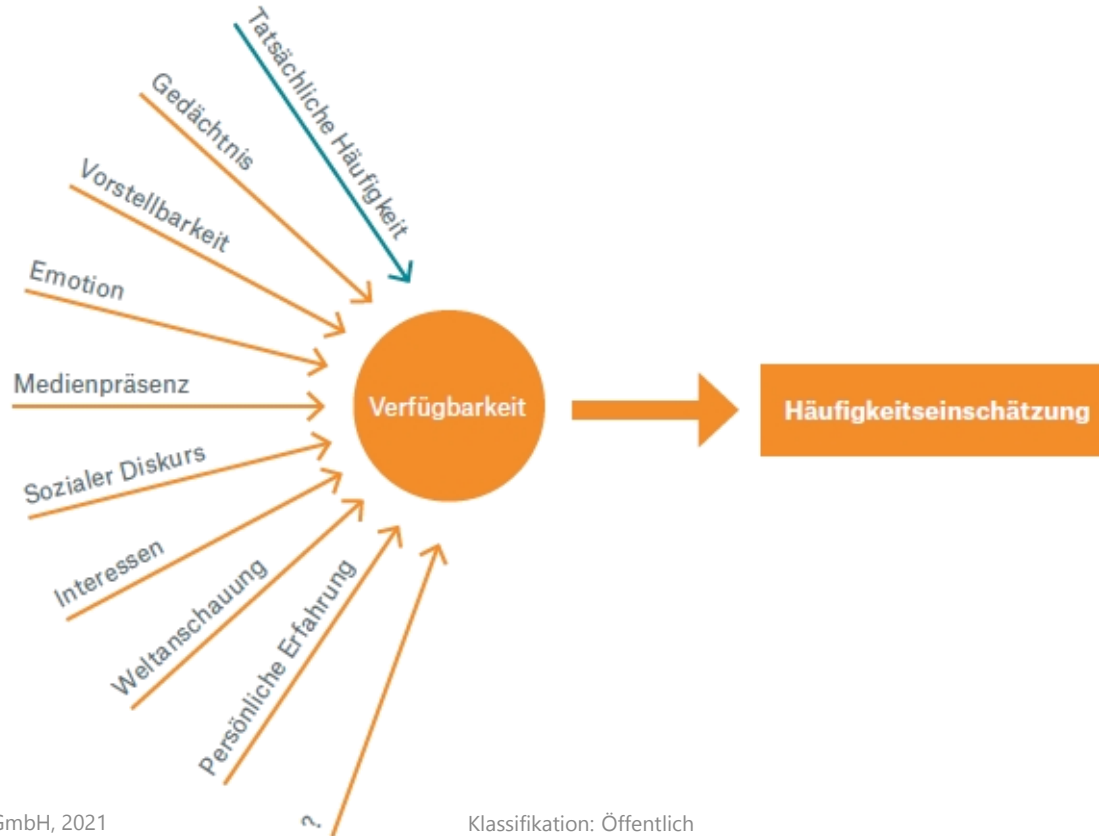 Tatsächliche Häufigkeit
Gedächtnis
Vorstellbarkeit
Emotion
Medienpräsenz
Sozialer Diskurs
Interessen
Weltanschauung
Persönliche Erfahrung
?
Verfügbarkeit
Häufigkeitseinschätzung
GmbH, 2021
Klassifikation: Öffentlich